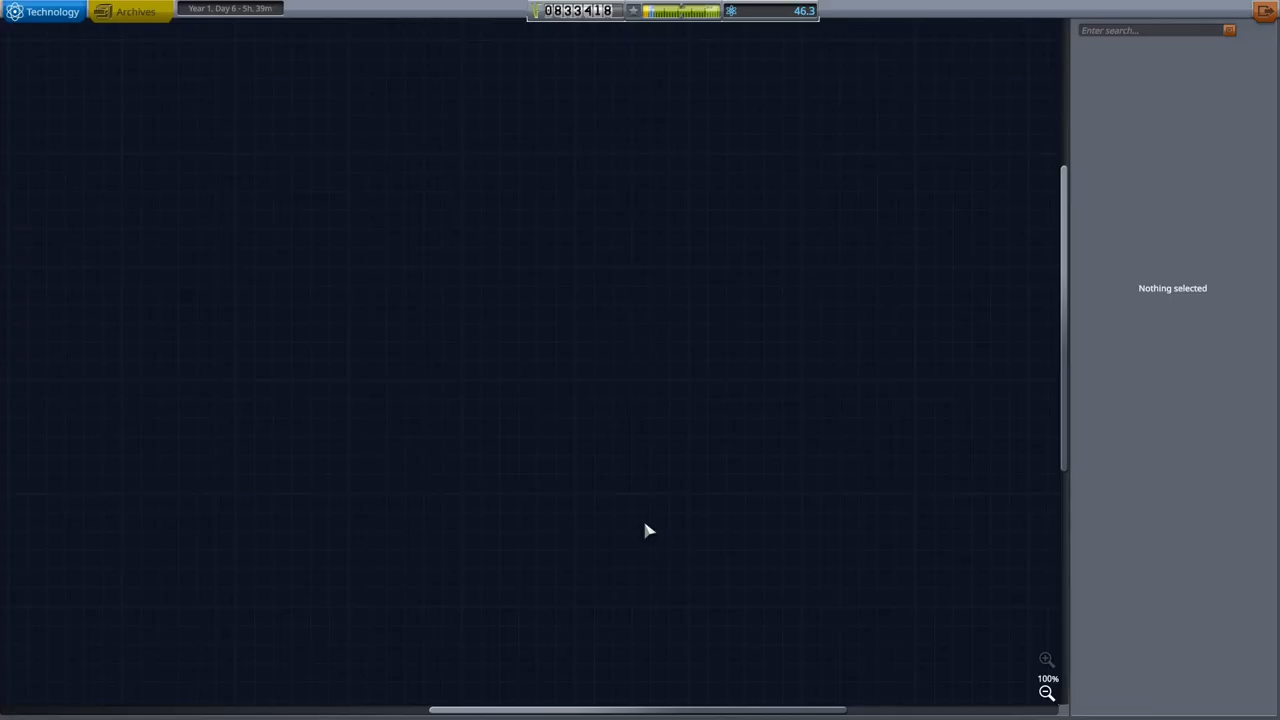 Technology
Archives
Year 1, Day 6 - 5h, 39m
0833418
46.3
Enter search...
Nothing selected
100%